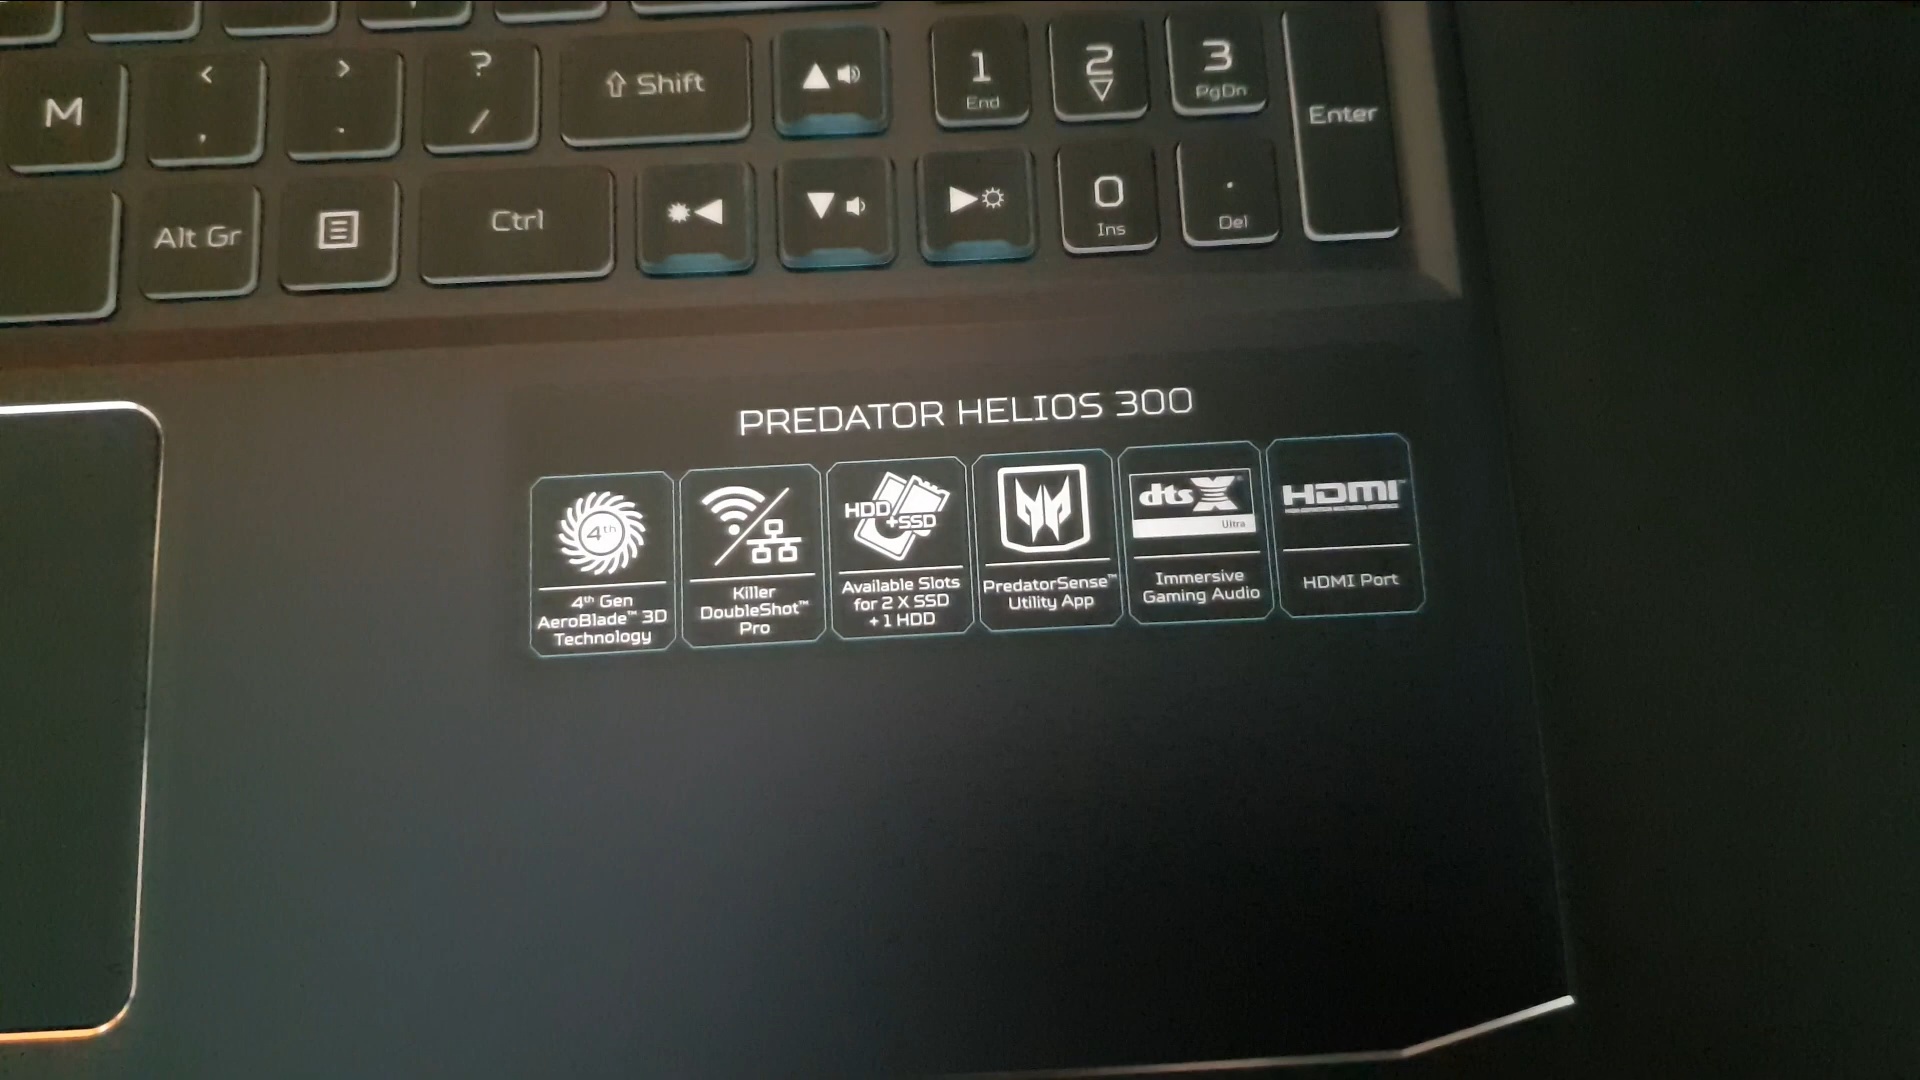 M
<
,
>
.
?
/
⇧ Shift
1
End
2
3
PgDn
Enter
Alt Gr
Ctrl
0
Ins
.
Del
PREDATOR HELIOS 300
4th
4th Gen
AeroBlade™ 3D
Technology
Killer
DoubleShot™
Pro
HDD
+SSD
Available Slots
for 2 X SSD
+ 1 HDD
PredatorSense™
Utility App
dts X
Ultra
Immersive
Gaming Audio
HDMI
HDMI Port